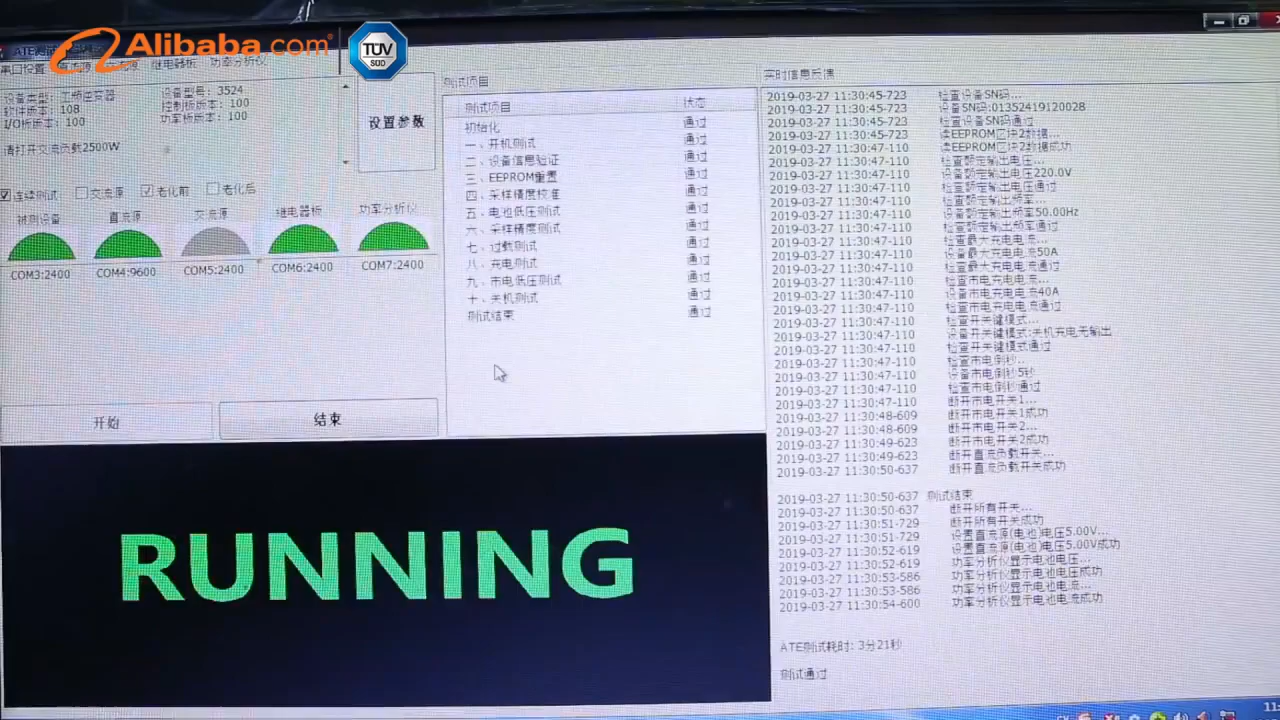 Alibaba.com
TÜV
SÜD
设备类型: 工频逆变器
设备型号: 3524
软件版本: 108
控制板版本: 100
I/O板版本: 100
功率板版本: 100
请打开交流负载2500W
设置参数
连续测试
交流源
老化前
老化后
被测设备
直流源
交流源
继电器板
功率分析仪
COM3:2400
COM4:9600
COM5:2400
COM6:2400
COM7:2400
开始
结束
测试项目
测试项目 状态
初始化 通过
一、开机测试 通过
二、设备信息验证 通过
三、EEPROM重置 通过
四、采样精度校准 通过
五、电池低压测试 通过
六、采样精度测试 通过
七、过载测试 通过
八、充电测试 通过
九、市电低压测试 通过
十、关机测试 通过
测试结束 通过
RUNNING
实时信息反馈
2019-03-27 11:30:45-723 检查设备SN码...
2019-03-27 11:30:45-723 设备SN码:01352419120028
2019-03-27 11:30:45-723 检查设备SN码通过
2019-03-27 11:30:45-723 读EEPROM区块2数据...
2019-03-27 11:30:47-110 读EEPROM区块2数据成功
2019-03-27 11:30:47-110 检查额定输出电压...
2019-03-27 11:30:47-110 设备额定输出电压220.0V
2019-03-27 11:30:47-110 检查额定输出电压通过
2019-03-27 11:30:47-110 检查额定输出频率...
2019-03-27 11:30:47-110 设备额定输出频率50.00Hz
2019-03-27 11:30:47-110 检查额定输出频率通过
2019-03-27 11:30:47-110 检查最大充电电流...
2019-03-27 11:30:47-110 设备最大充电电流50A
2019-03-27 11:30:47-110 检查最大充电电流通过
2019-03-27 11:30:47-110 检查市电充电电流...
2019-03-27 11:30:47-110 设备市电充电电流40A
2019-03-27 11:30:47-110 检查市电充电电流通过
2019-03-27 11:30:47-110 检查开关键模式...
2019-03-27 11:30:47-110 设备开关键模式:关机充电无输出
2019-03-27 11:30:47-110 检查开关键模式通过
2019-03-27 11:30:47-110 检查市电倒秒...
2019-03-27 11:30:47-110 设备市电倒秒5秒
2019-03-27 11:30:47-110 检查市电倒秒通过
2019-03-27 11:30:47-110 断开市电开关1...
2019-03-27 11:30:48-609 断开市电开关1成功
2019-03-27 11:30:48-609 断开市电开关2...
2019-03-27 11:30:49-623 断开市电开关2成功
2019-03-27 11:30:49-623 断开直流负载开关...
2019-03-27 11:30:50-637 断开直流负载开关成功
2019-03-27 11:30:50-637 测试结束
2019-03-27 11:30:50-637 断开所有开关...
2019-03-27 11:30:51-729 断开所有开关成功
2019-03-27 11:30:51-729 设置直流源(电池)电压5.00V...
2019-03-27 11:30:52-619 设置直流源(电池)电压5.00V成功
2019-03-27 11:30:52-619 功率分析仪显示电池电压...
2019-03-27 11:30:53-586 功率分析仪显示电池电压成功
2019-03-27 11:30:53-586 功率分析仪显示电池电流...
2019-03-27 11:30:54-600 功率分析仪显示电池电流成功
ATE测试耗时: 3分21秒
测试通过